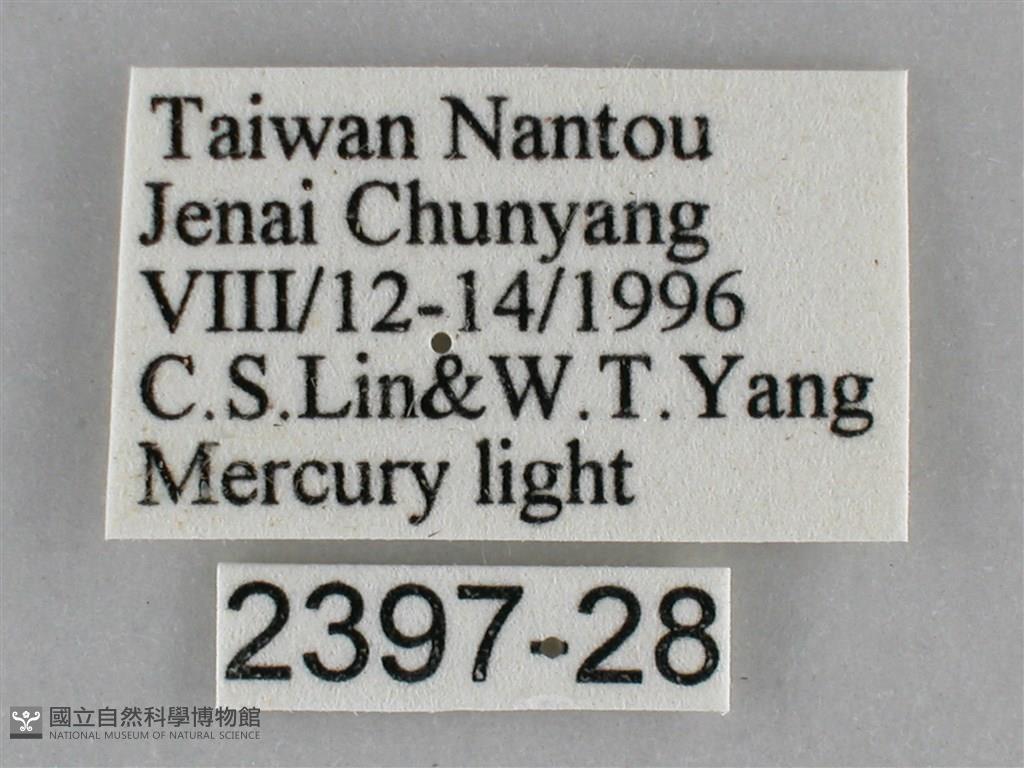 Taiwan Nantou
Jenai Chunyang
VIII/12-14/1996
C.S.Lin&W.T.Yang
Mercury light
2397-28
國立自然科學博物館
NATIONAL MUSEUM OF NATURAL SCIENCE